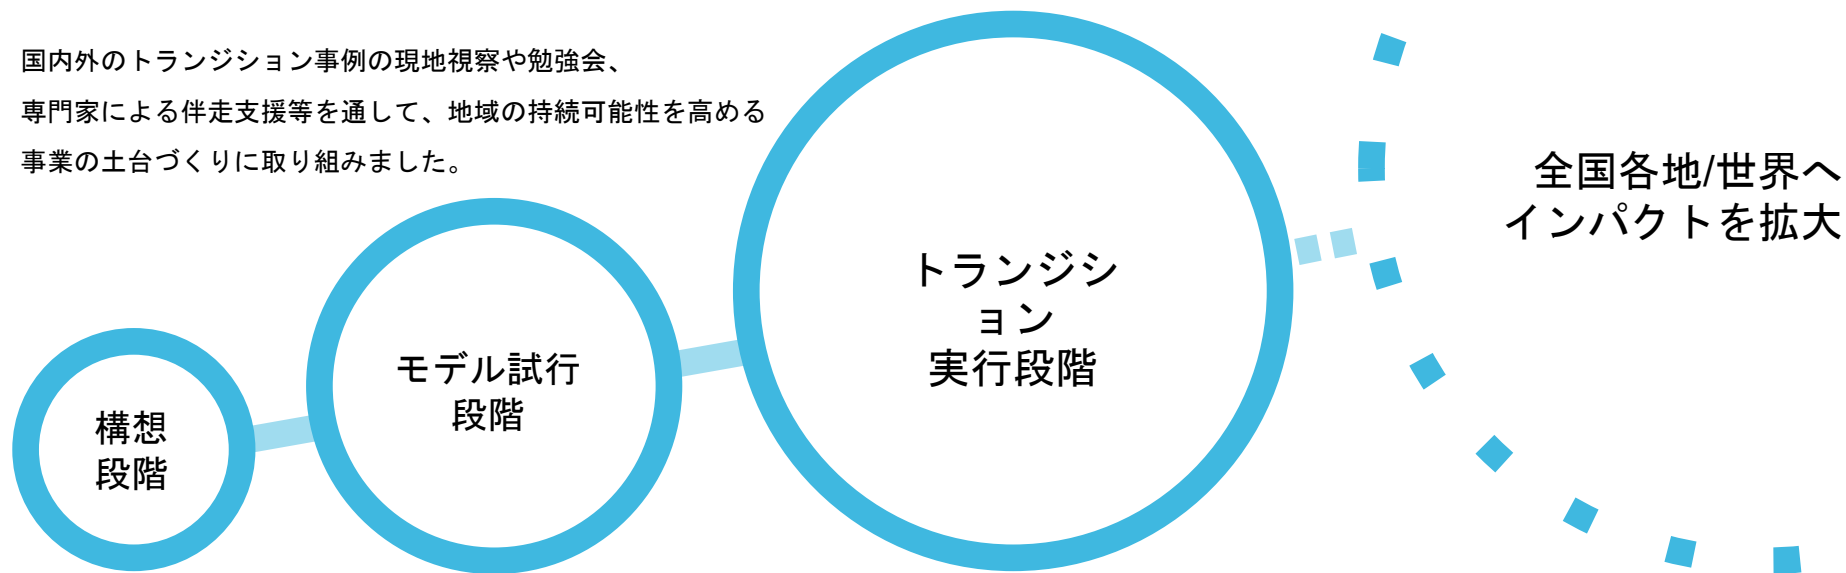 国内外のトランジション事例の現地視察や勉強会、
専門家による伴走支援等を通して、地域の持続可能性を高める
事業の土台づくりに取り組みました。
構想
段階
モデル試行
段階
トランジシ
ョン
実行段階
全国各地/世界へ
インパクトを拡大